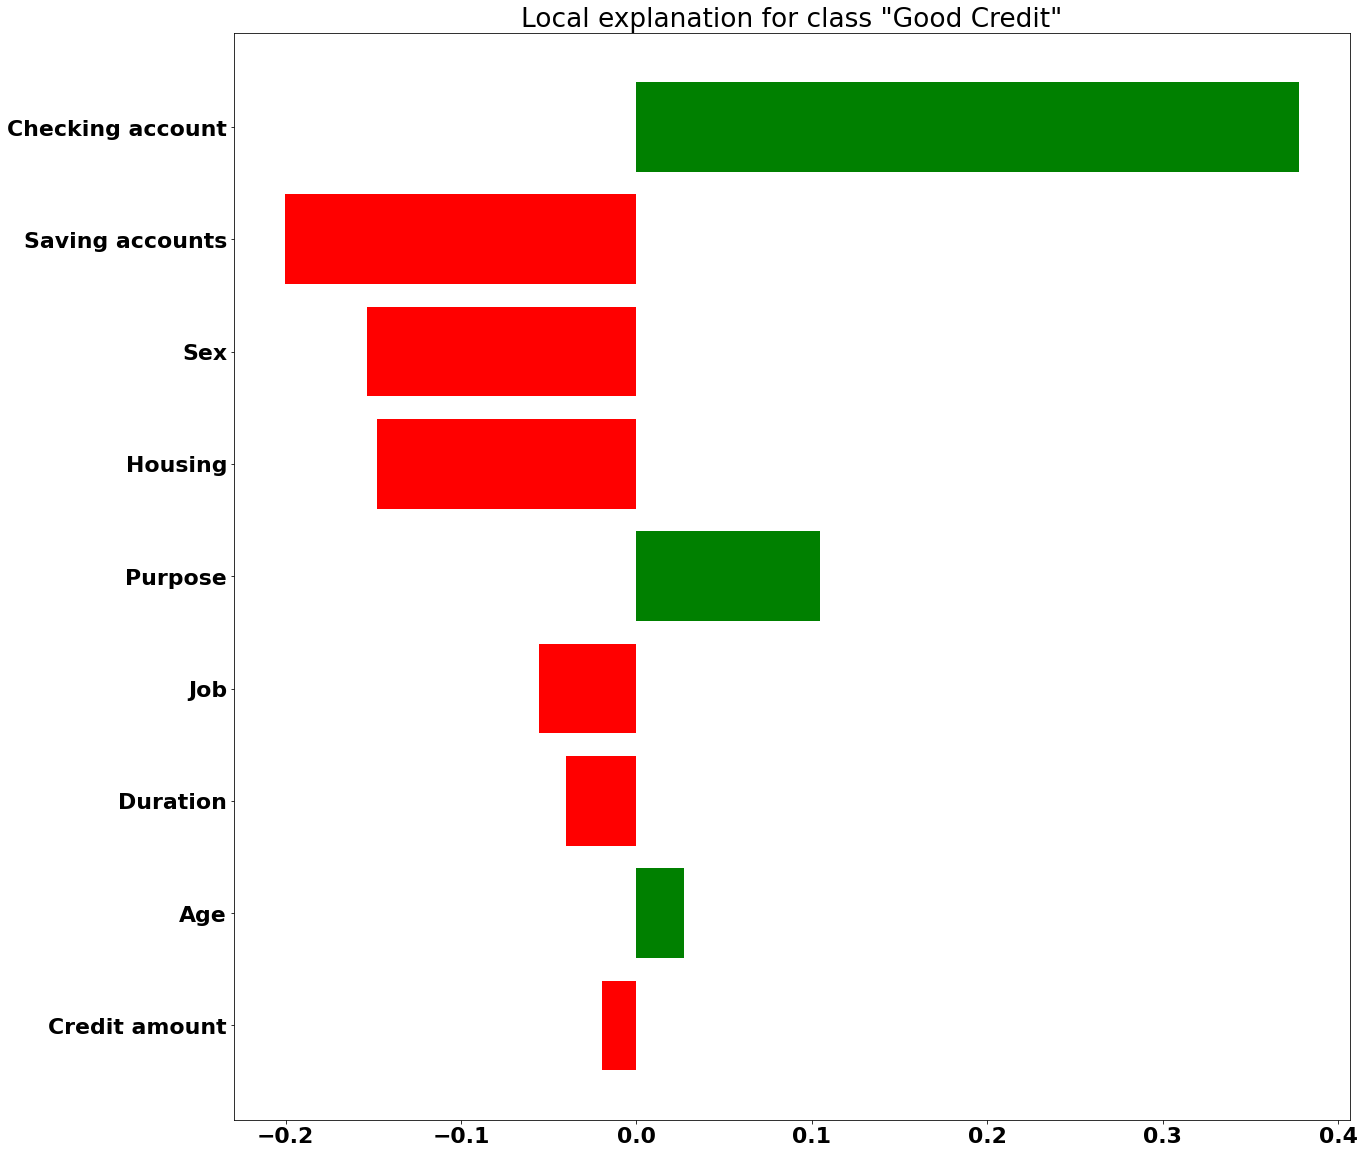 Local explanation for class "Good Credit"
Checking account
Saving accounts
Sex
Housing
Purpose
Job
Duration
Age
Credit amount
−0.2 −0.1 0.0 0.1 0.2 0.3 0.4